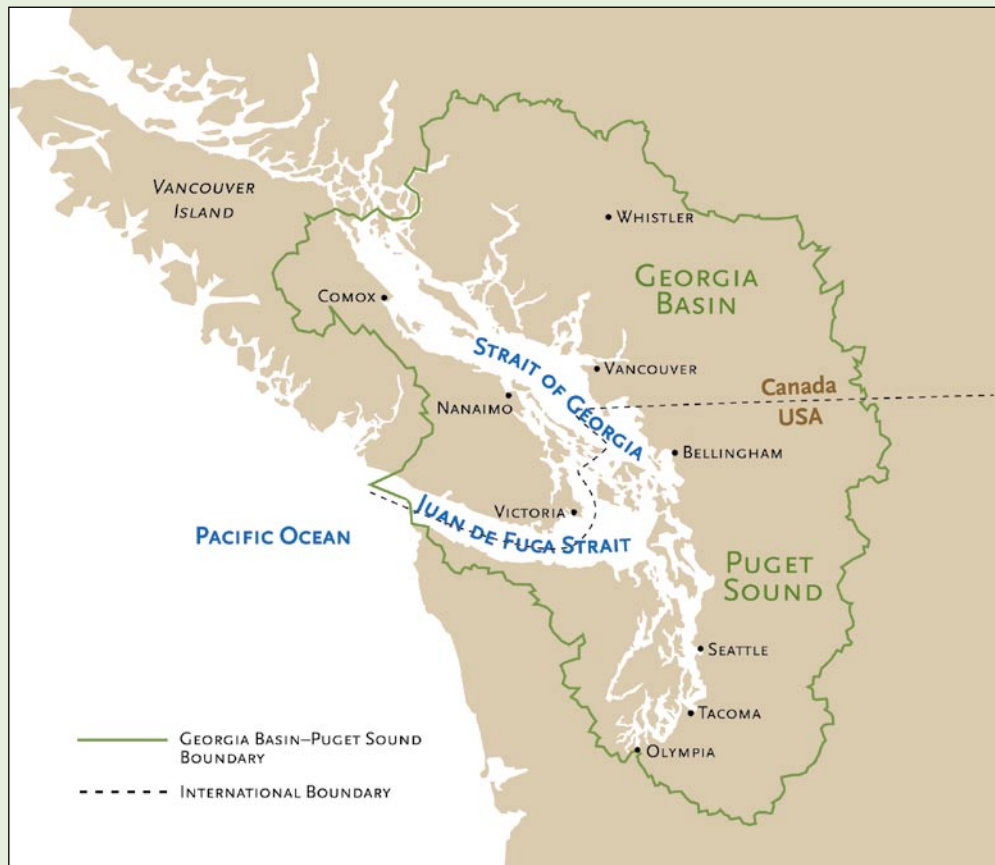 VANCOUVER
ISLAND
WHISTLER
GEORGIA
BASIN
COMOX
STRAIT OF GEORGIA
VANCOUVER
Canada
USA
NANAIMO
BELLINGHAM
VICTORIA
JUAN DE FUCA STRAIT
PACIFIC OCEAN
PUGET
SOUND
SEATTLE
TACOMA
OLYMPIA
GEORGIA BASIN–PUGET SOUND
BOUNDARY
INTERNATIONAL BOUNDARY